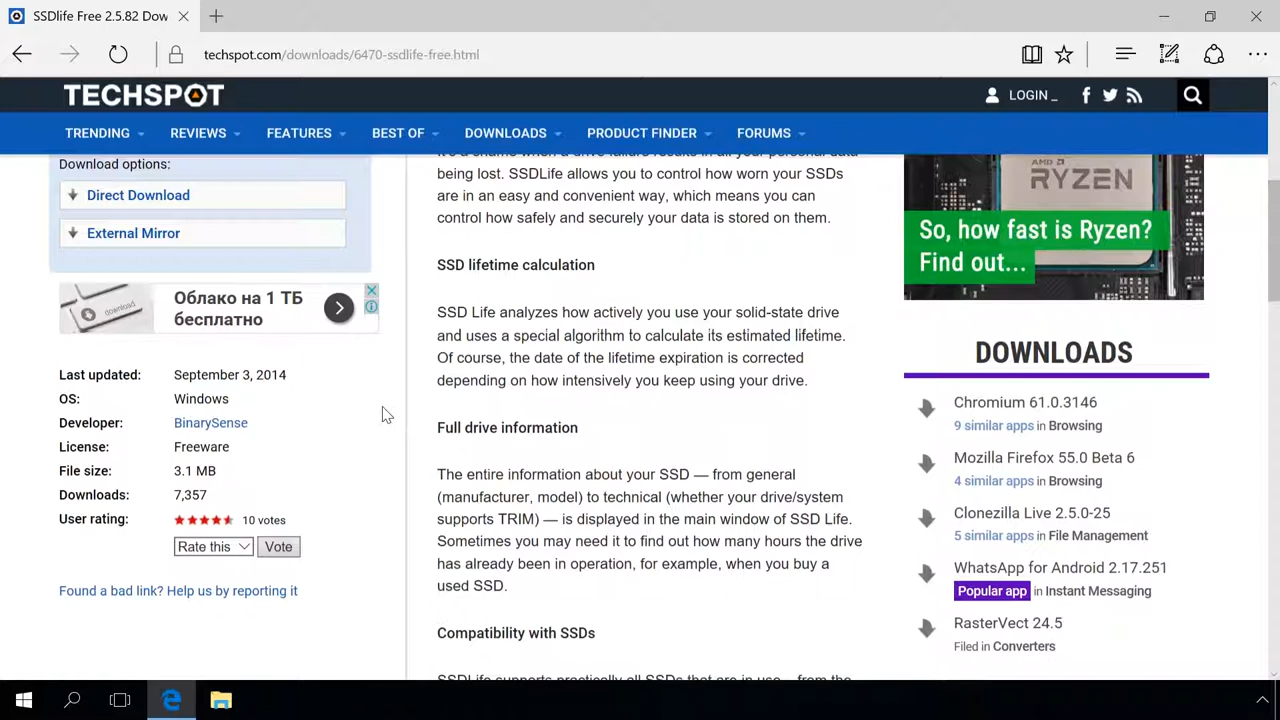 SSDlife Free 2.5.82 Dow
techspot.com/downloads/6470-ssdlife-free.html
TECHSPOT
LOGIN _
TRENDING
REVIEWS
FEATURES
BEST OF
DOWNLOADS
PRODUCT FINDER
FORUMS
Download options:
Direct Download
External Mirror
download
Облако на 1 ТБ
бесплатно
Last updated: September 3, 2014
OS: Windows
Developer: BinarySense
License: Freeware
File size: 3.1 MB
Downloads: 7,357
User rating: 10 votes
Rate this
Vote
Found a bad link? Help us by reporting it
It's a shame when a drive failure results in all your personal data
being lost. SSDLife allows you to control how worn your SSDs
are in an easy and convenient way, which means you can
control how safely and securely your data is stored on them.
SSD lifetime calculation
SSD Life analyzes how actively you use your solid-state drive
and uses a special algorithm to calculate its estimated lifetime.
Of course, the date of the lifetime expiration is corrected
depending on how intensively you keep using your drive.
Full drive information
The entire information about your SSD — from general
(manufacturer, model) to technical (whether your drive/system
supports TRIM) — is displayed in the main window of SSD Life.
Sometimes you may need it to find out how many hours the drive
has already been in operation, for example, when you buy a
used SSD.
Compatibility with SSDs
SSDLife supports practically all SSDs that are in use – from the
AMD
RYZEN
So, how fast is Ryzen?
Find out...
DOWNLOADS
Chromium 61.0.3146
9 similar apps in Browsing
Mozilla Firefox 55.0 Beta 6
4 similar apps in Browsing
Clonezilla Live 2.5.0-25
5 similar apps in File Management
WhatsApp for Android 2.17.251
Popular app in Instant Messaging
RasterVect 24.5
Filed in Converters